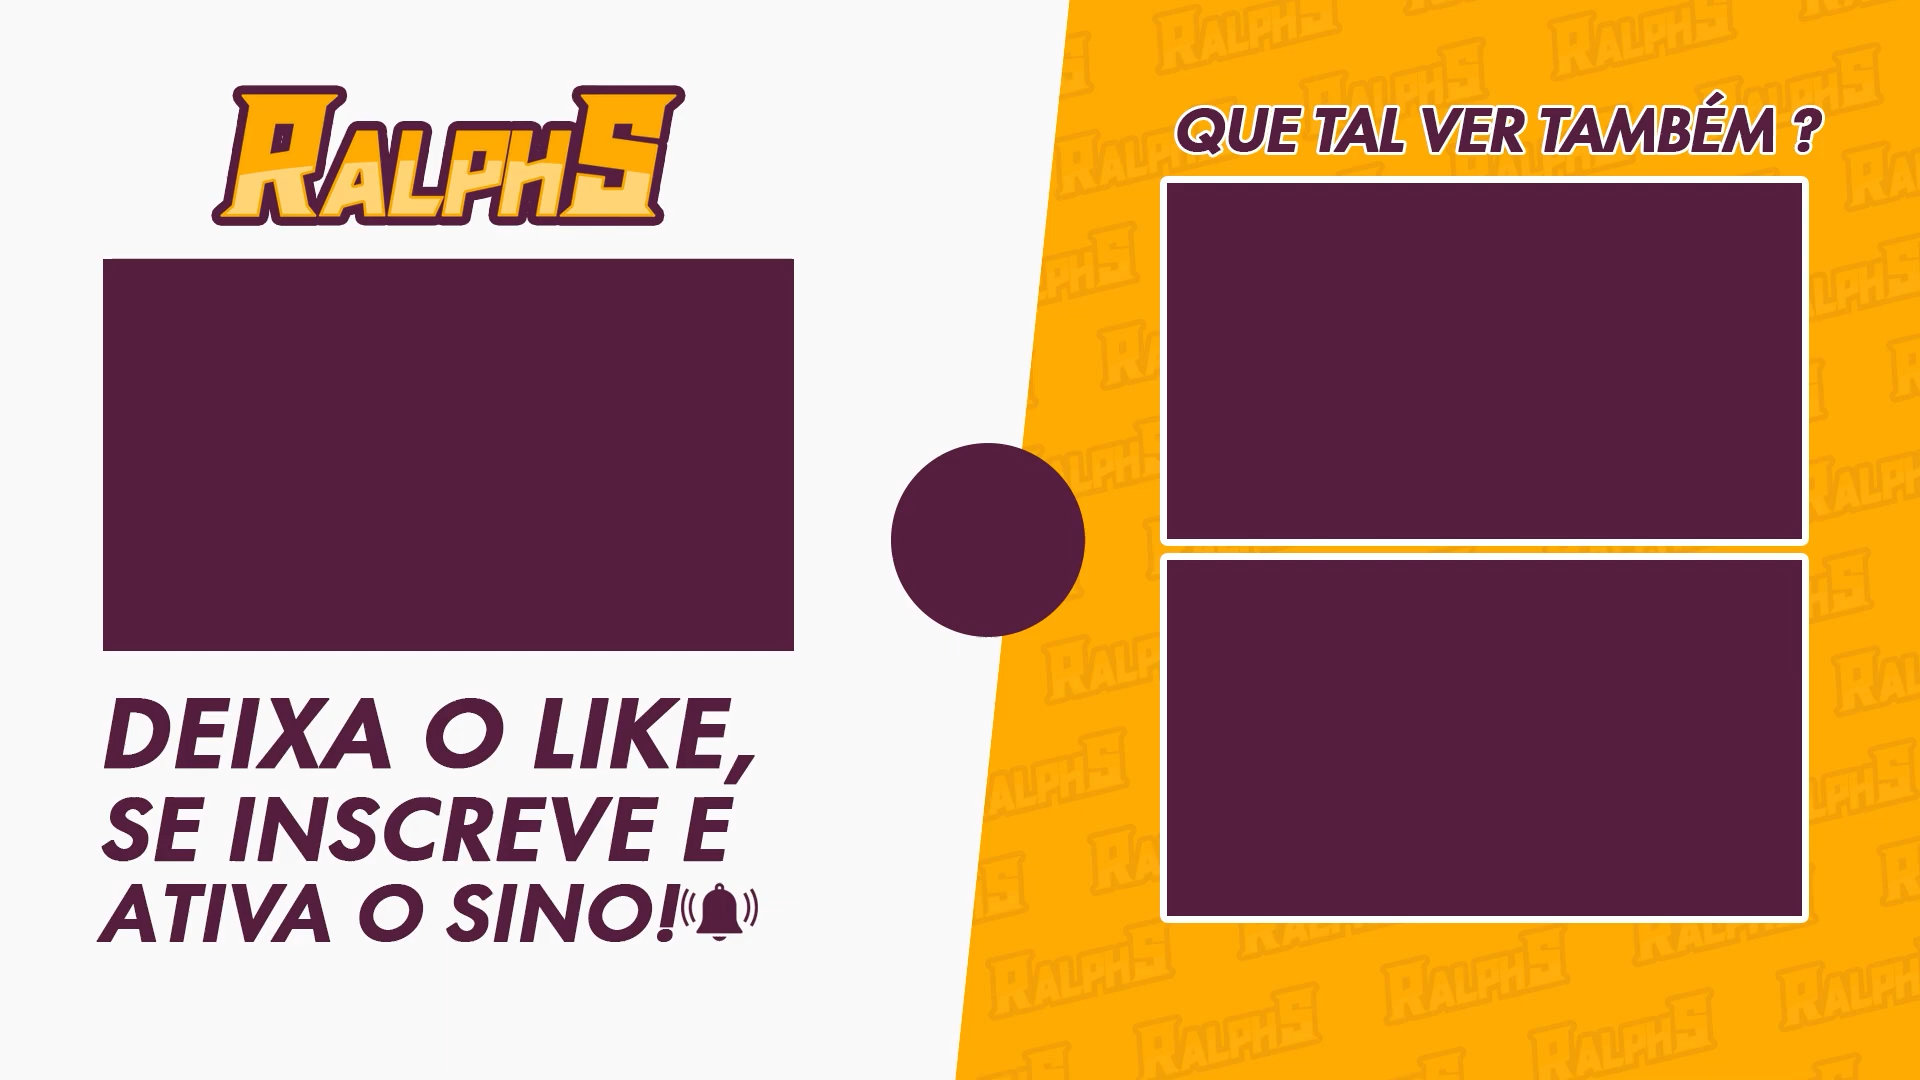 RALPHS
DEIXA O LIKE,
SE INSCREVE E
ATIVA O SINO!
QUE TAL VER TAMBÉM ?